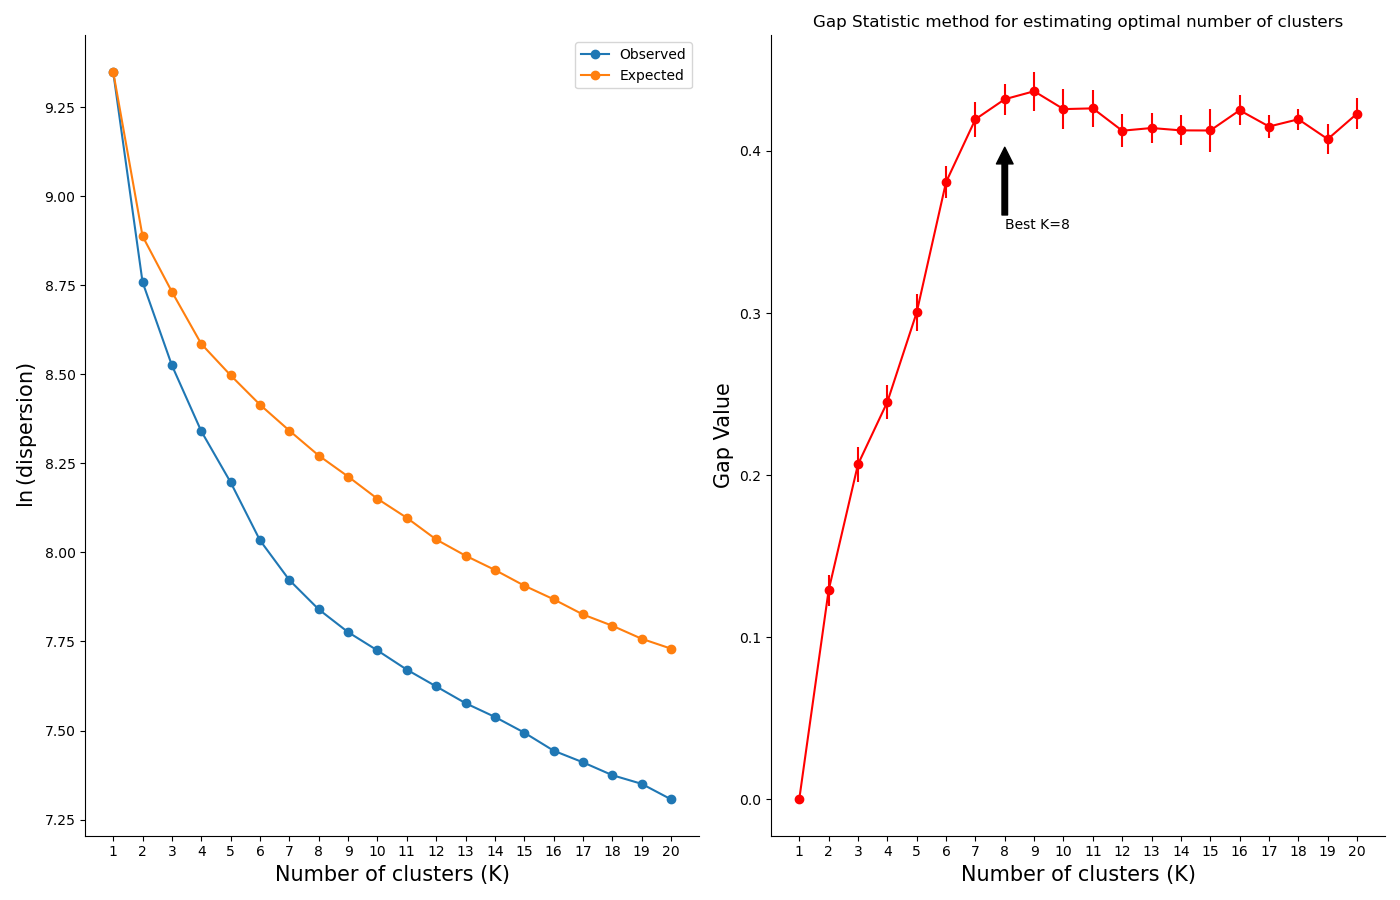 Observed
Expected
9.25
9.00
8.75
8.50
8.25
8.00
7.75
7.50
7.25
ln (dispersion)
1 2 3 4 5 6 7 8 9 10 11 12 13 14 15 16 17 18 19 20
Number of clusters (K)
Gap Statistic method for estimating optimal number of clusters
0.4
0.3
0.2
0.1
0.0
Gap Value
Best K=8
1 2 3 4 5 6 7 8 9 10 11 12 13 14 15 16 17 18 19 20
Number of clusters (K)